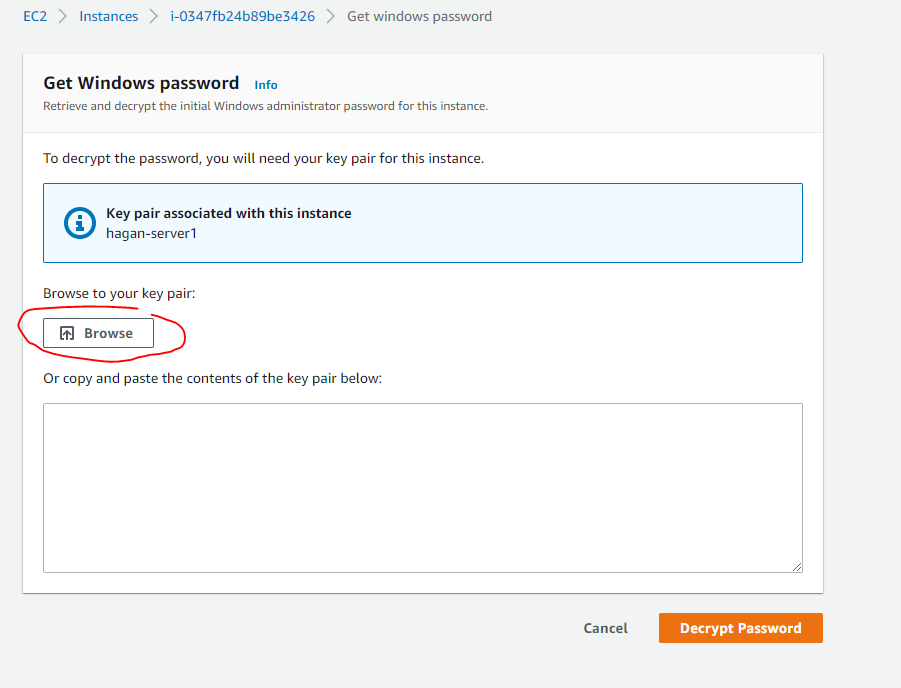 EC2 Instances i-0347fb24b89be3426 Get windows password
Get Windows password Info
Retrieve and decrypt the initial Windows administrator password for this instance.
To decrypt the password, you will need your key pair for this instance.
Key pair associated with this instance
hagan-server1
Browse to your key pair:
Browse
Or copy and paste the contents of the key pair below:
Cancel Decrypt Password